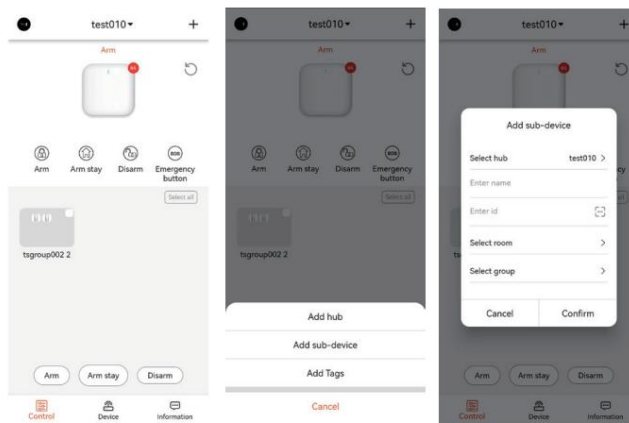 test010
+
Arm
Arm
Arm stay
Disarm
SOS
Emergency
button
Select all
tsgroup002 2
Arm
Arm stay
Disarm
Control
Device
Information
test010
+
Arm
Arm
Arm stay
Disarm
SOS
Emergency
button
Select all
tsgroup002 2
Add hub
Add sub-device
Add Tags
Cancel
test010
+
Arm
Add sub-device
Select hub
test010 >
Enter name
Enter id
Select room >
Select group >
Cancel
Confirm
Arm
Arm stay
Disarm
Control
Device
Information